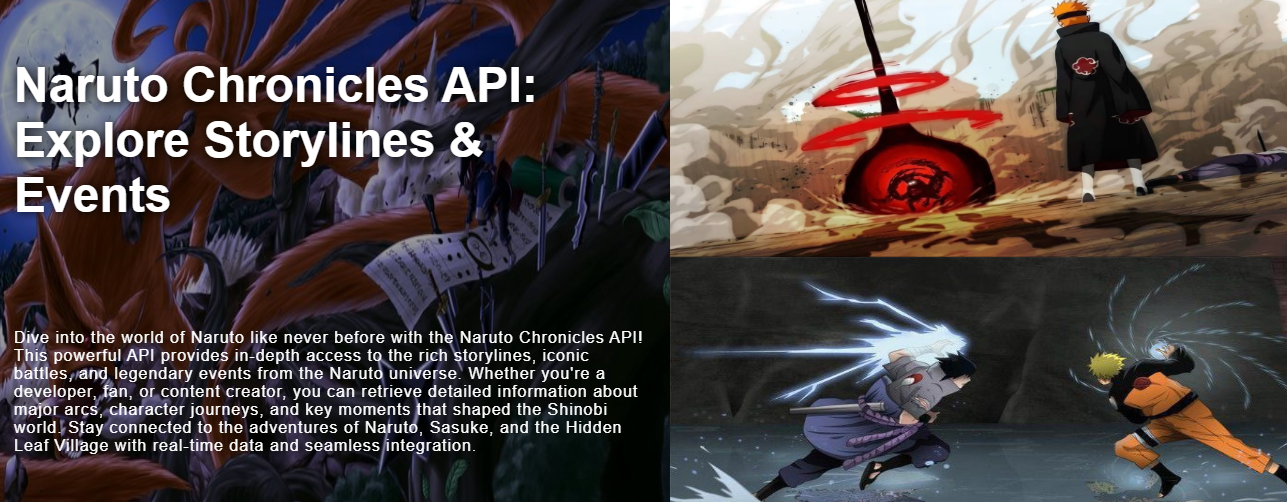 Naruto Chronicles API:
Explore Storylines &
Events
Dive into the world of Naruto like never before with the Naruto Chronicles API!
This powerful API provides in-depth access to the rich storylines, iconic
battles, and legendary events from the Naruto universe. Whether you're a
developer, fan, or content creator, you can retrieve detailed information about
major arcs, character journeys, and key moments that shaped the Shinobi
world. Stay connected to the adventures of Naruto, Sasuke, and the Hidden
Leaf Village with real-time data and seamless integration.